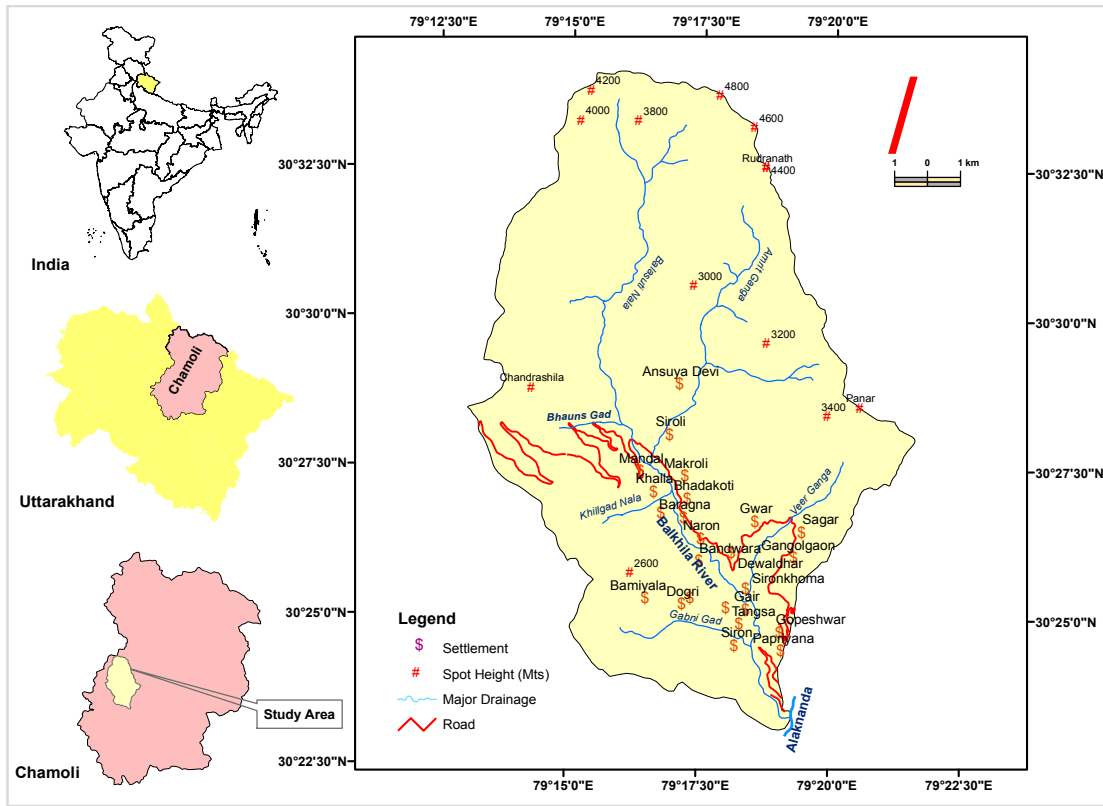 79°12'30"E 79°15'0"E 79°17'30"E 79°20'0"E
India
Uttarakhand
Chamoli
Chamoli
Study Area
30°32'30"N
30°30'0"N
30°27'30"N
30°25'0"N
30°22'30"N
4200
4000
3800
4800
4600
Rudranath
4400
1 0 1 km
Balasuti Nala
Amrit Ganga
3000
3200
Ansuya Devi
Chandrashila
Panar
3400
Bhauns Gad
Siroli
Mandal
Makroli
Khalla
Bhadakoti
Khillgad Nala
Baragna
Veer Ganga
Gwar
Sagar
Naron
Balkhila River
Bandwara
Gangolgaon
Dewaldhar
2600
Sironkhoma
Bamiyala
Dogri
Gair
Tangsa
Gopeshwar
Gabni Gad
Siron
Papriyana
Alaknanda
Legend
$ Settlement
# Spot Height (Mts)
Major Drainage
Road
30°32'30"N
30°30'0"N
30°27'30"N
30°25'0"N
79°15'0"E 79°17'30"E 79°20'0"E 79°22'30"E